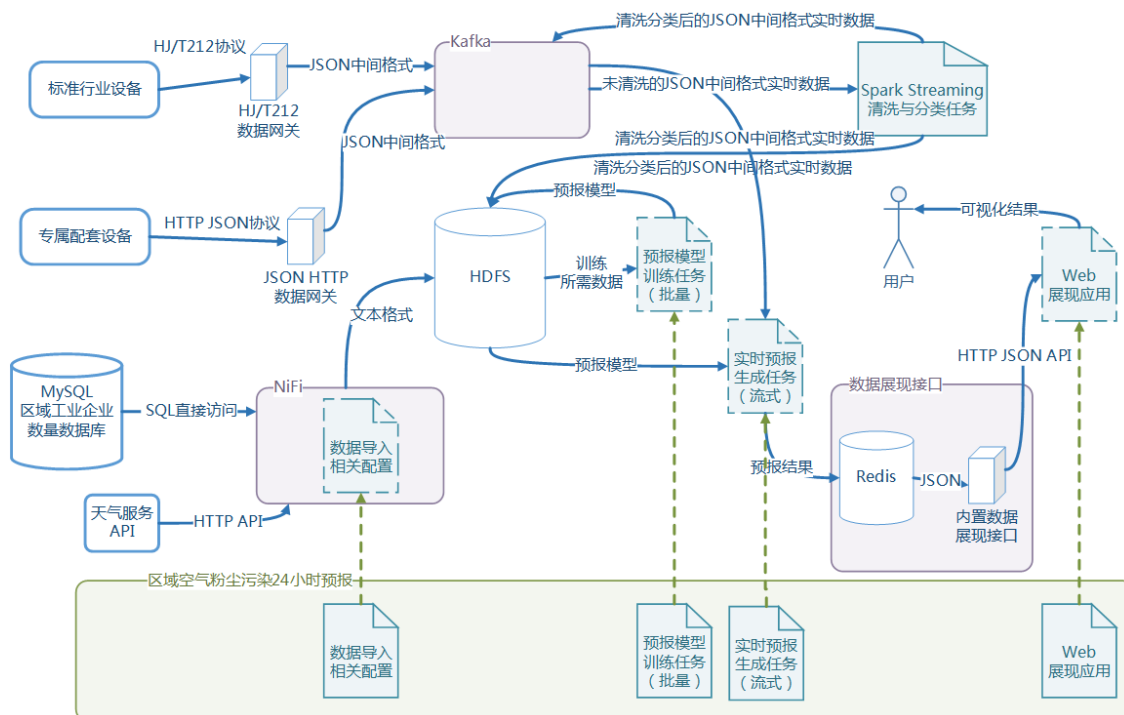 清洗分类后的JSON中间格式实时数据
Kafka
HJ/T212协议
JSON中间格式
标准行业设备
HJ/T212
数据网关
未清洗的JSON中间格式实时数据
Spark Streaming
清洗与分类任务
JSON中间格式
清洗分类后的JSON中间格式实时数据
清洗分类后的JSON中间格式实时数据
预报模型
HTTP JSON协议
专属配套设备
JSON HTTP
数据网关
HDFS
训练
所需数据
预报模型
训练任务
（批量）
可视化结果
用户
Web
展现应用
文本格式
预报模型
实时预报
生成任务
（流式）
HTTP JSON API
MySQL
区域工业企业
数量数据库
SQL直接访问
NiFi
数据导入
相关配置
数据展现接口
预报结果
Redis
JSON
内置数据
展现接口
天气服务
API
HTTP API
区域空气粉尘污染24小时预报
数据导入
相关配置
预报模型
训练任务
（批量）
实时预报
生成任务
（流式）
Web
展现应用